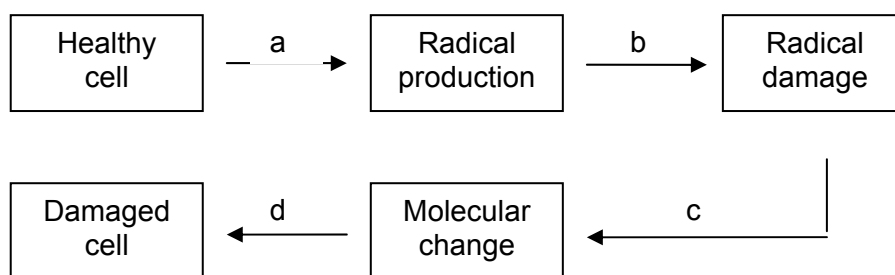 Healthy
cell
a
Radical
production
b
Radical
damage
c
Molecular
change
d
Damaged
cell